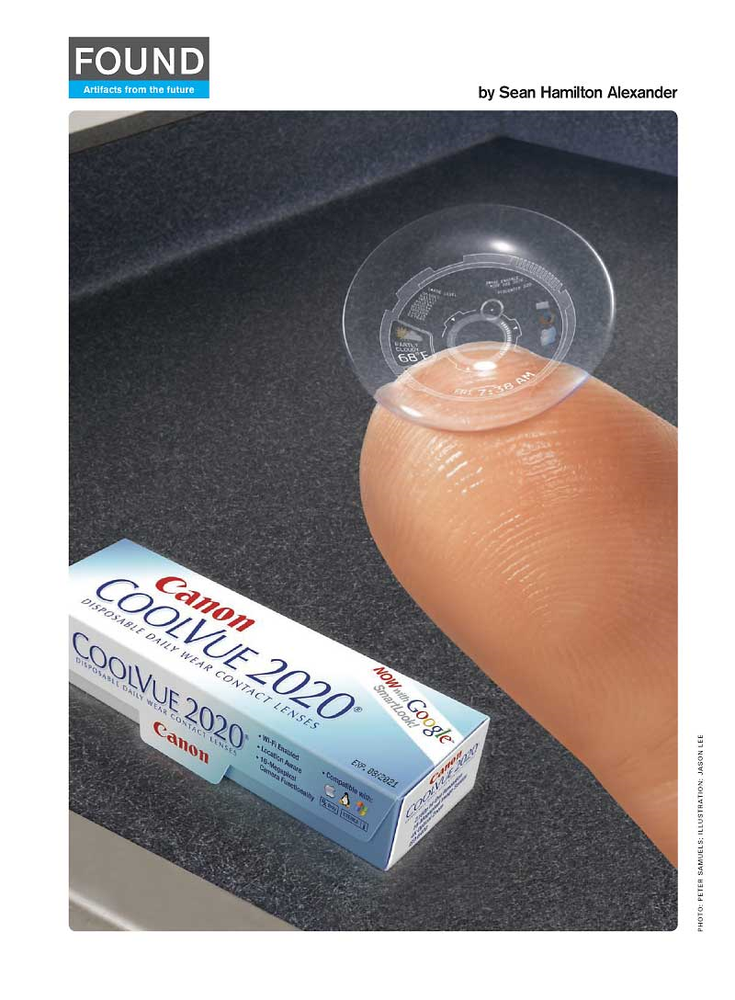 FOUND
Artifacts from the future
by Sean Hamilton Alexander
PARTLY
CLOUDY
68°F
FRI 7:38 AM
Canon
COOLVUE 2020®
DISPOSABLE DAILY WEAR CONTACT LENSES
NOW with Google™
SmartLook!
COOLVUE 2020®
DISPOSABLE DAILY WEAR CONTACT LENSES
Canon
• Wi-Fi Enabled
• Location Aware
• 16-Megapixel
Camera Functionality
• Compatible with:
EXP. 08/2021
Canon
COOLVUE 2020
PHOTO: PETER SAMUELS; ILLUSTRATION: JASON LEE